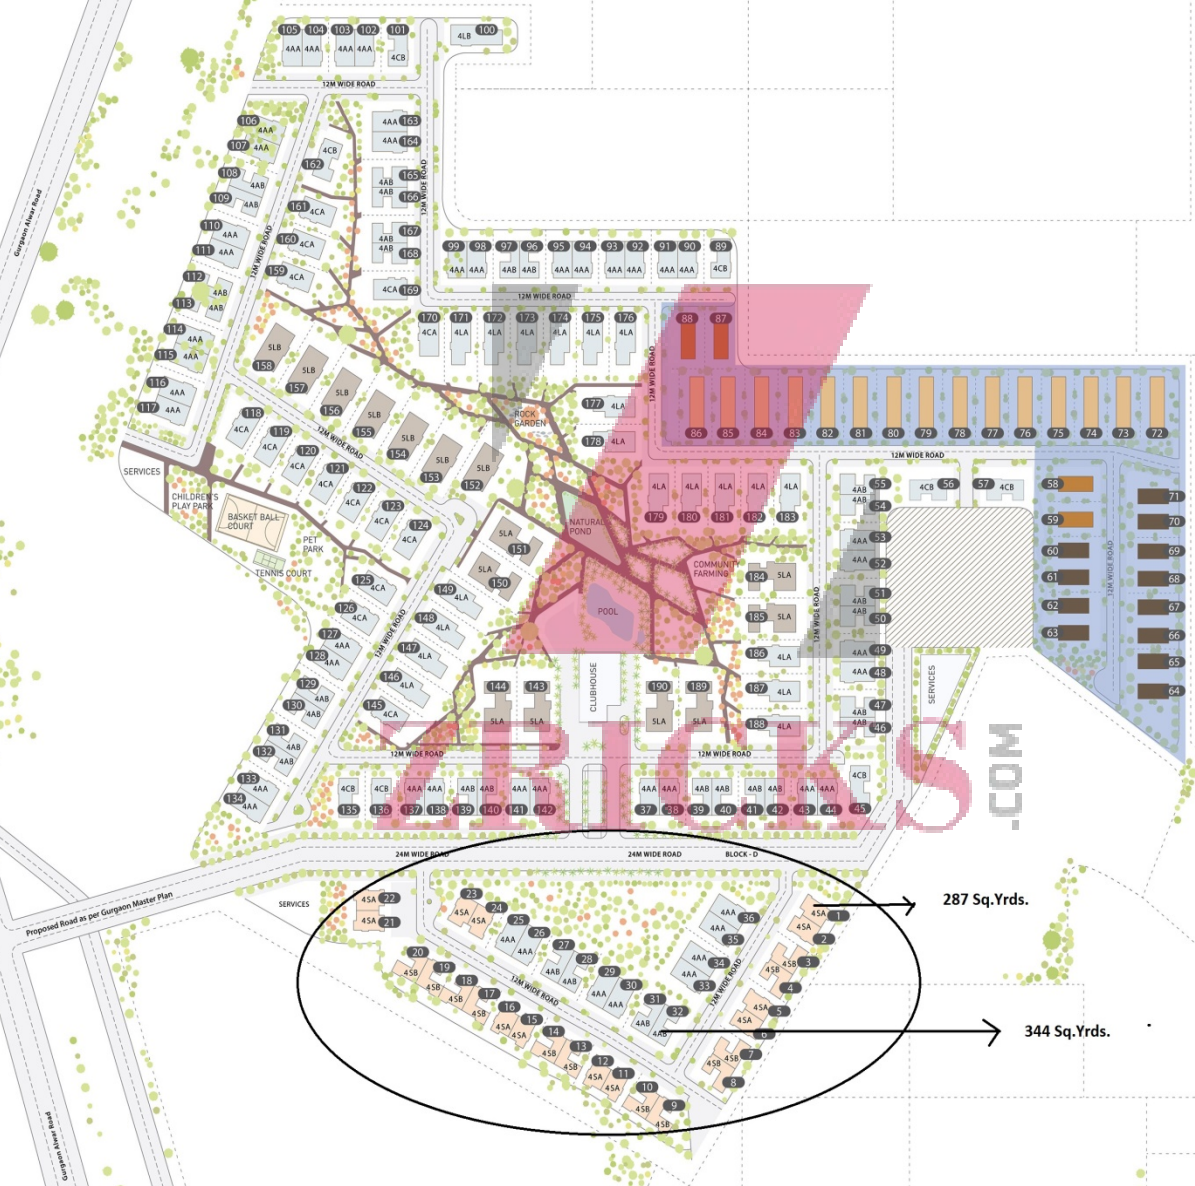 105 104 103 102 101 100
4AA 4AA 4AA 4AA 4CB 4LB
12M WIDE ROAD
106 4AA
107 4AA
162 4CB
4AA 163
4AA 164
108 4AB
109 4AB
161 4CA
4AB 165
4AB 166
12M WIDE ROAD
110 4AA
111 4AA
12M WIDE ROAD
160 4CA
4AB 167
4AB 168
159 4CA
4CA 169
Gurgaon Alwar Road
112 4AB
113 4AB
99 98 97 96 95 94 93 92 91 90 89
4AA 4AA 4AB 4AB 4AA 4AA 4AA 4AA 4AA 4AA 4CB
12M WIDE ROAD
114 4AA
115 4AA
170 171 172 173 174 175 176
4CA 4LA 4LA 4LA 4LA 4LA 4LA
88 87
12M WIDE ROAD
116 4AA
117 4AA
5LB 158
5LB 157
5LB 156
5LB 155
5LB 154
5LB 153
5LB 152
12M WIDE ROAD
177 4LA
178 4LA
ROCK
GARDEN
86 85 84 83 82 81 80 79 78 77 76 75 74 73 72
12M WIDE ROAD
118 4CA
119 4CA
120 4CA
121 4CA
122 4CA
123 4CA
124 4CA
SERVICES
CHILDREN'S
PLAY PARK
BASKET BALL
COURT
PET
PARK
TENNIS COURT
4LA 4LA 4LA 4LA 4LA
179 180 181 182 183
4AB 55
4AB 54
4CB 56
57 4CB
58
59
60
61
62
63
71
70
69
68
67
66
65
64
12M WIDE ROAD
NATURAL
POND
COMMUNITY
FARMING
POOL
5LA 151
5LA 150
149 4LA
148 4LA
147 4LA
146 4LA
145 4CA
125 4CA
126 4CA
127 4AA
128 4AA
129 4AB
130 4AB
131 4AB
132 4AB
133 4AA
134 4AA
12M WIDE ROAD
184 5LA
185 5LA
186 4LA
187 4LA
188 4LA
12M WIDE ROAD
4AA 53
4AA 52
4AB 51
4AB 50
4AA 49
4AA 48
4AB 47
4AB 46
SERVICES
144 143
5LA 5LA
CLUBHOUSE
190 189
5LA 5LA
12M WIDE ROAD
12M WIDE ROAD
ZRICKS
.COM
4CB 4CB 4AA 4AA 4AB 4AB 4AA 4AA
135 136 137 138 139 140 141 142
4AA 4AA 4AB 4AB 4AB 4AB 4AA 4AA 4CB
37 38 39 40 41 42 43 44 45
24M WIDE ROAD
24M WIDE ROAD
BLOCK - D
Proposed Road as per Gurgaon Master Plan
SERVICES
4SA 22
4SA 21
23 24
4SA 4SA
25 4AA
26 4AA
27 4AB
28 4AB
29 4AA
30 4AA
31 4AB
32 4AB
4AA 36
4AA 35
4AA 34
4AA 33
12M WIDE ROAD
12M WIDE ROAD
4SA 1
4SA 2
4SB 3
4SB 4
4SA 5
4SA 6
4SB 7
4SB 8
287 Sq.Yrds.
344 Sq.Yrds.
20 4SB
19 4SB
18 4SB
17 4SB
16 4SA
15 4SA
14 4SB
13 4SB
12 4SA
11 4SA
10 4SB
9 4SB
Gurgaon Alwar Road